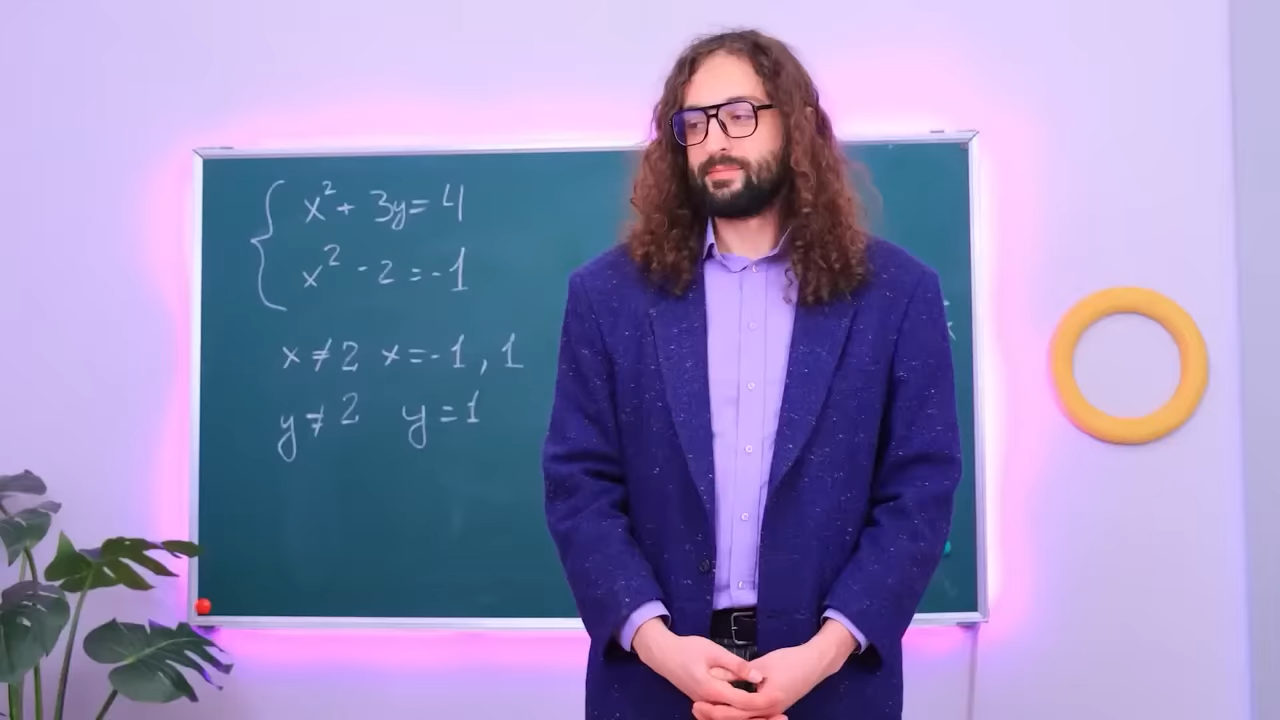 x² + 3y = 4
x² - 2 = -1
x ≠ 2 x = -1, 1
y ≠ 2 y = 1